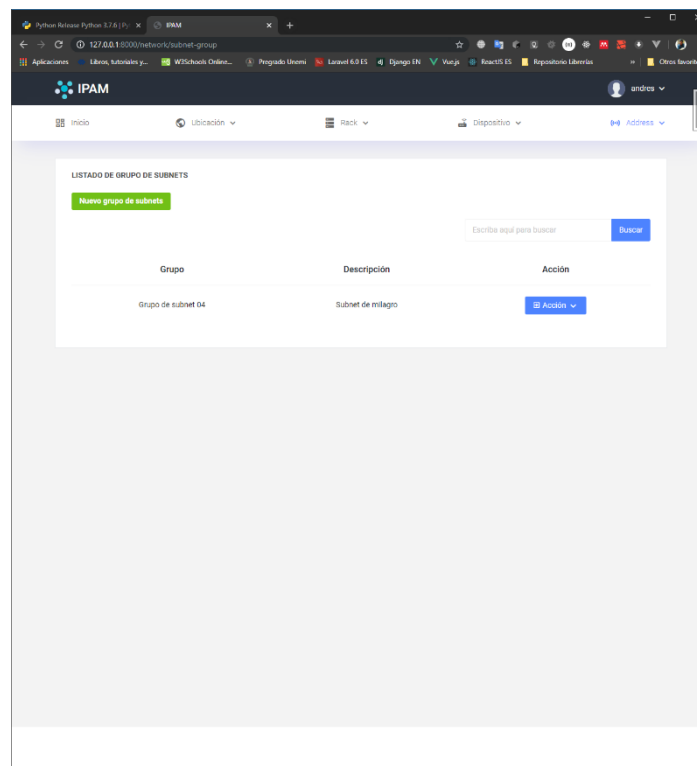 Python Release Python 3.7.6 | Py
IPAM
127.0.0.1:8000/network/subnet-group
Aplicaciones
Libros, tutoriales y...
W3Schools Online...
Pregrado Unemi
Laravel 6.0 ES
Django EN
Vue.js
ReactJS ES
Repositorio Librerías
»
Otros favorito
IPAM
andres
Inicio
Ubicación
Rack
Dispositivo
Address
LISTADO DE GRUPO DE SUBNETS
Nuevo grupo de subnets
Escriba aquí para buscar
Buscar
Grupo Descripción Acción
Grupo de subnet 04 Subnet de milagro Acción